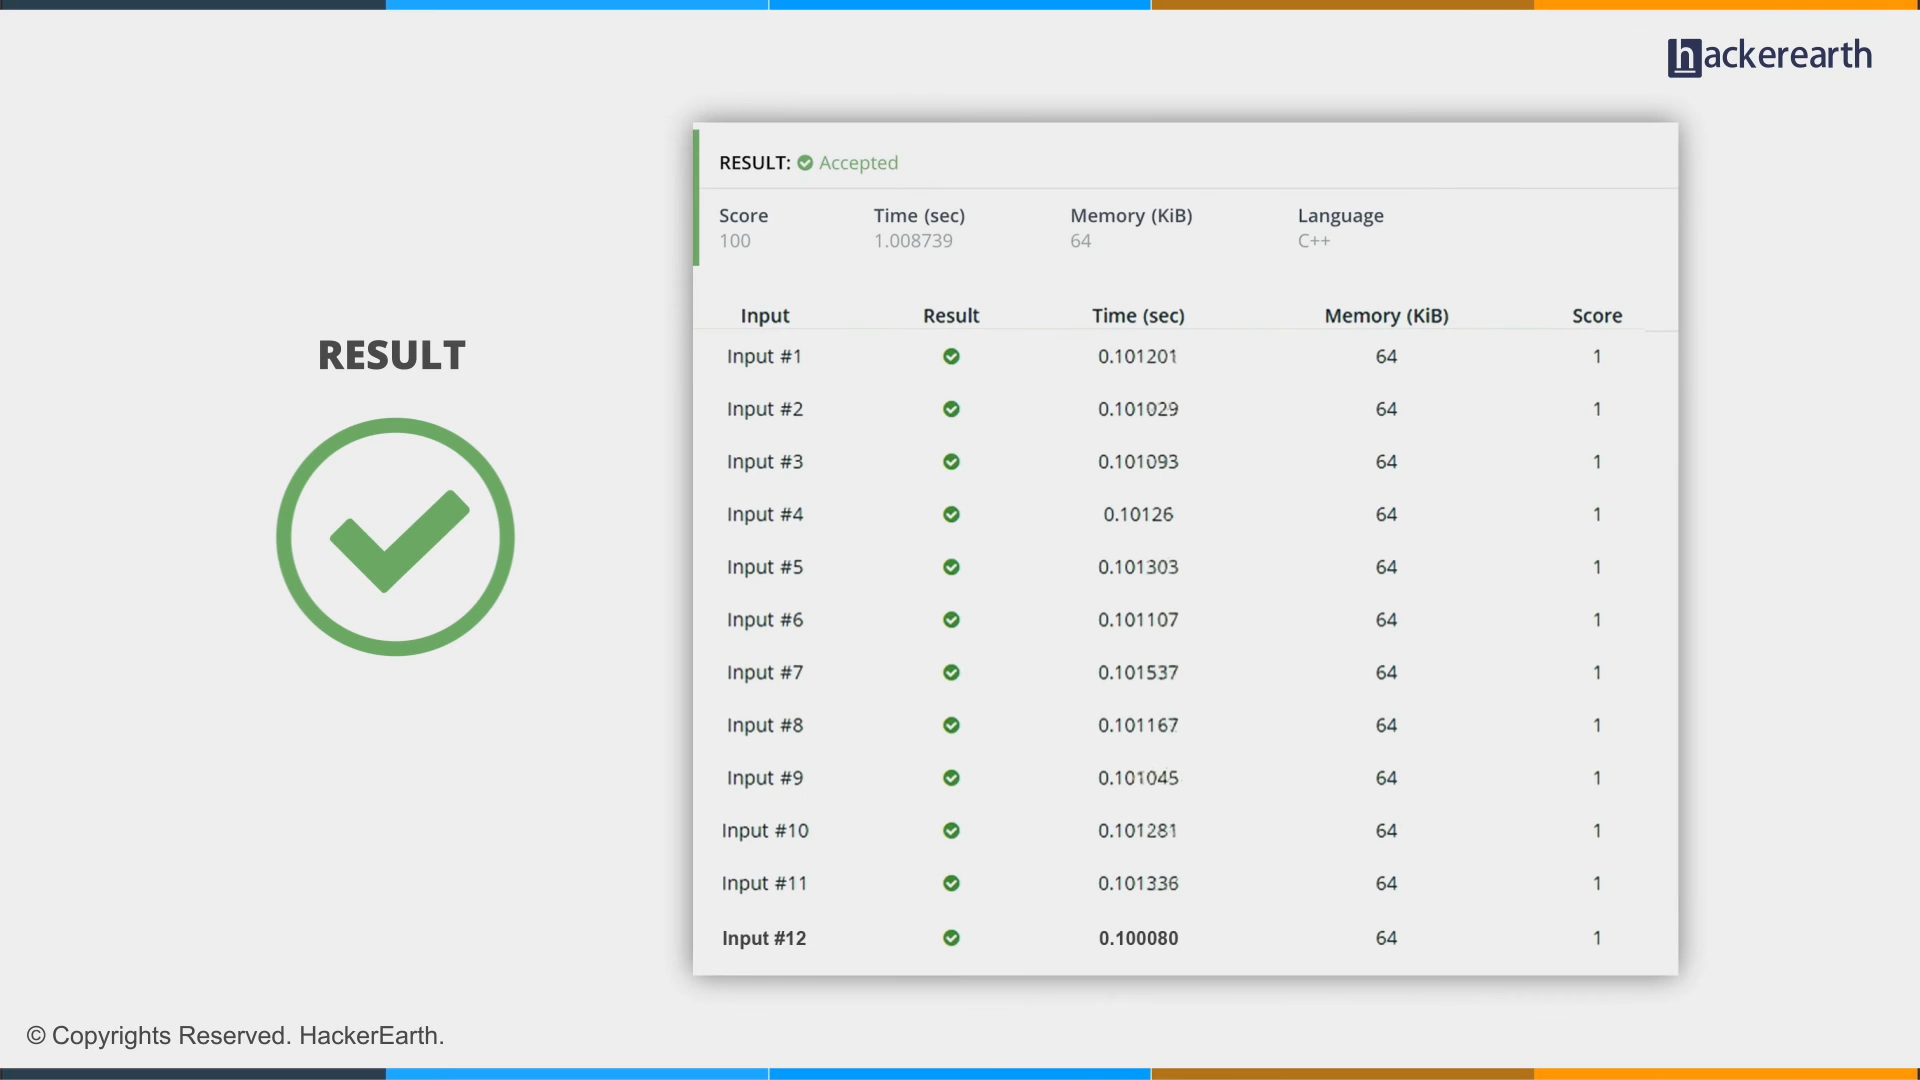 hackerearth
RESULT: Accepted
Score Time (sec) Memory (KiB) Language
100 1.008739 64 C++
RESULT
Input Result Time (sec) Memory (KiB) Score
Input #1 0.101201 64 1
Input #2 0.101029 64 1
Input #3 0.101093 64 1
Input #4 0.10126 64 1
Input #5 0.101303 64 1
Input #6 0.101107 64 1
Input #7 0.101537 64 1
Input #8 0.101167 64 1
Input #9 0.101045 64 1
Input #10 0.101281 64 1
Input #11 0.101336 64 1
Input #12 0.100080 64 1
© Copyrights Reserved. HackerEarth.